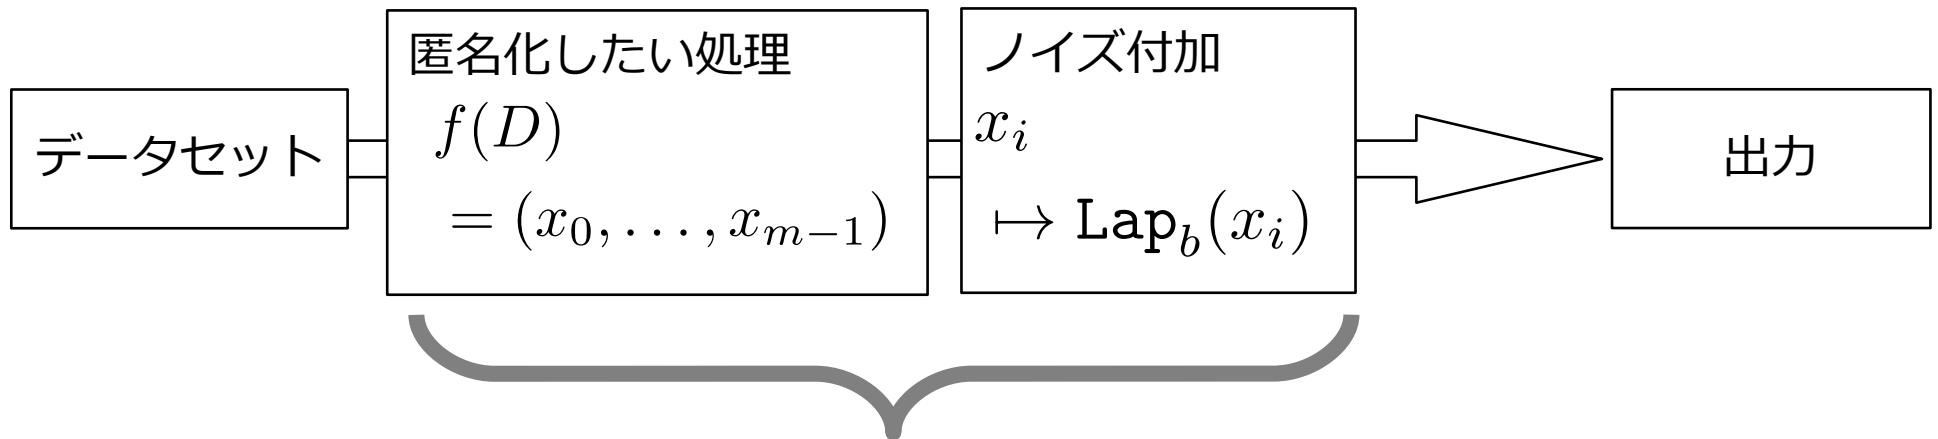 データセット
匿名化したい処理
f(D)
= (x_0, . . . , x_{m−1})
ノイズ付加
x_i
↦ Lap_b(x_i)
出力